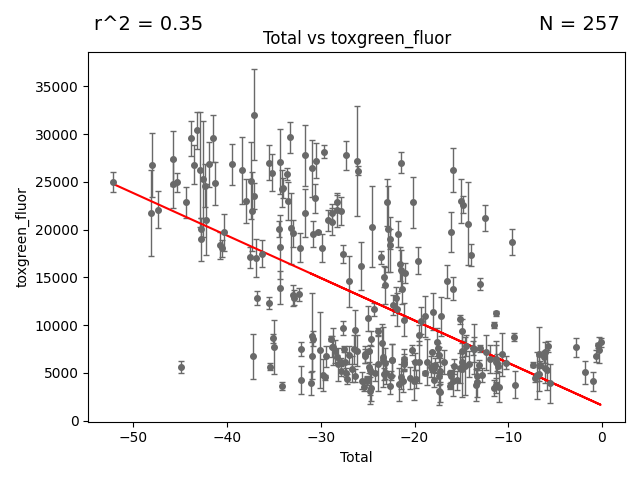 r^2 = 0.35
N = 257
Total vs toxgreen_fluor
35000
30000
25000
20000
15000
10000
5000
0
toxgreen_fluor
−50
−40
−30
−20
−10
0
Total